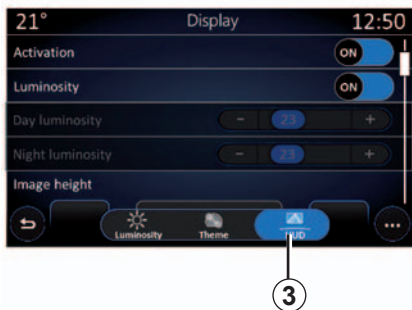 21° Display 12:50
Activation ON
Luminosity ON
Day luminosity - 23 +
Night luminosity - 23 +
Image height
Luminosity Theme HUD
3